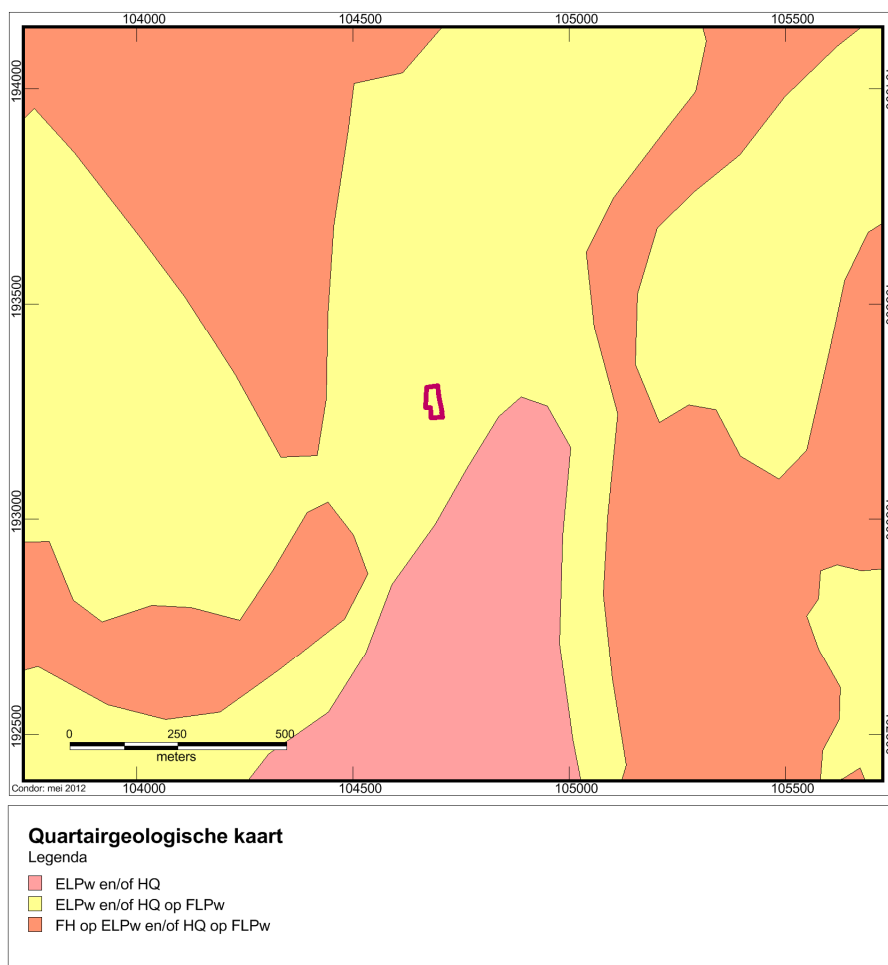 104000 104500 105000 105500
194000
193500
193000
192500
0 250 500
meters
Condor: mei 2012
104000 104500 105000 105500
Quartairgeologische kaart
Legenda
ELPw en/of HQ
ELPw en/of HQ op FLPw
FH op ELPw en/of HQ op FLPw